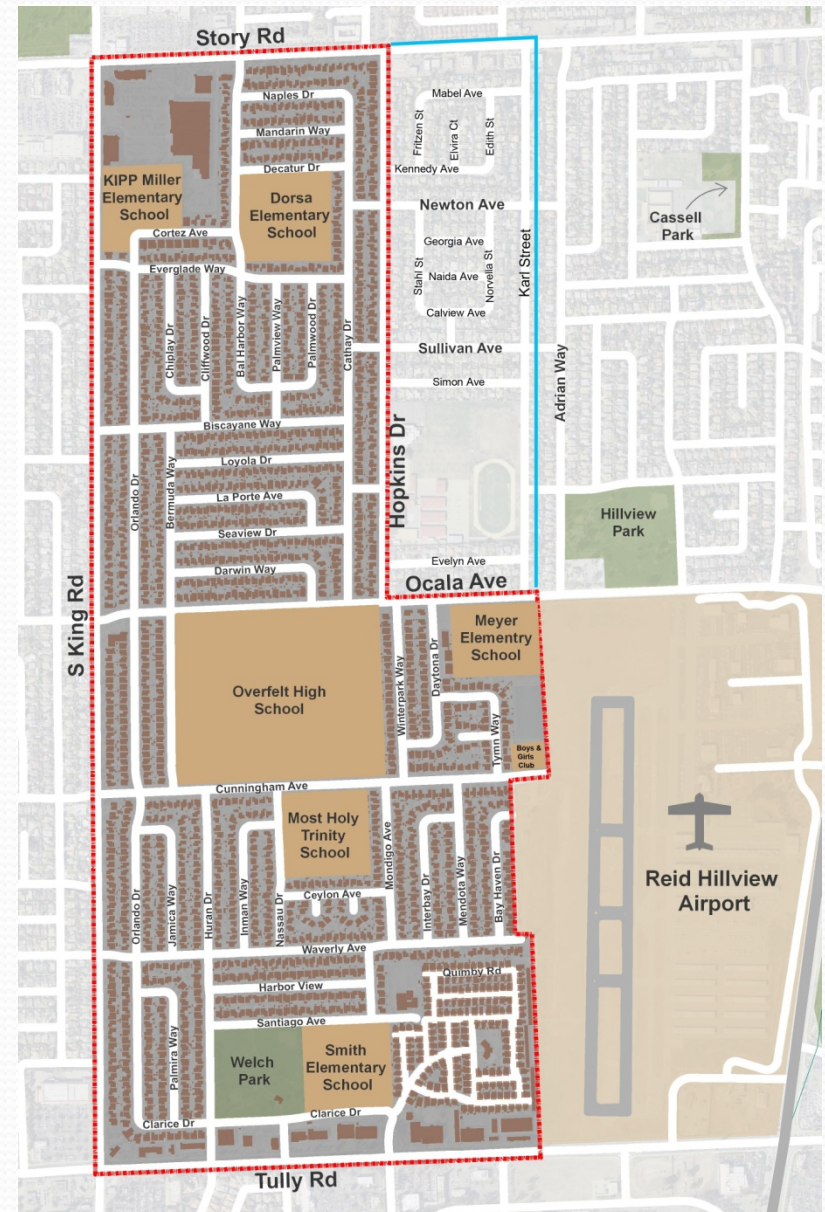 Story Rd
Naples Dr
Mandarin Way
Decatur Dr
KIPP Miller
Elementary
School
Dorsa
Elementary
School
Cortez Ave
Everglade Way
Chiplay Dr
Cliffwood Dr
Bal Harbor Way
Palmview Way
Palmwood Dr
Cathay Dr
Mabel Ave
Fritzen St
Elvira Ct
Edith St
Kennedy Ave
Newton Ave
Georgia Ave
Stahl St
Naida Ave
Norvella St
Karl Street
Calview Ave
Sullivan Ave
Simon Ave
Adrian Way
Cassell
Park
Biscayane Way
Loyola Dr
La Porte Ave
Seaview Dr
Darwin Way
Orlando Dr
Bermuda Way
Hopkins Dr
Hillview
Park
Evelyn Ave
Ocala Ave
S King Rd
Overfelt High
School
Winterpark Way
Daytona Dr
Meyer
Elementry
School
Tymn Way
Boys &
Girls
Club
Cunningham Ave
Most Holy
Trinity
School
Mondigo Ave
Orlando Dr
Jamica Way
Huran Dr
Inman Way
Nassau Dr
Ceylon Ave
Interbay Dr
Mendota Way
Bay Haven Dr
Reid Hillview
Airport
Waverly Ave
Quimby Rd
Harbor View
Santiago Ave
Palmira Way
Welch
Park
Smith
Elementary
School
Clarice Dr
Clarice Dr
Tully Rd